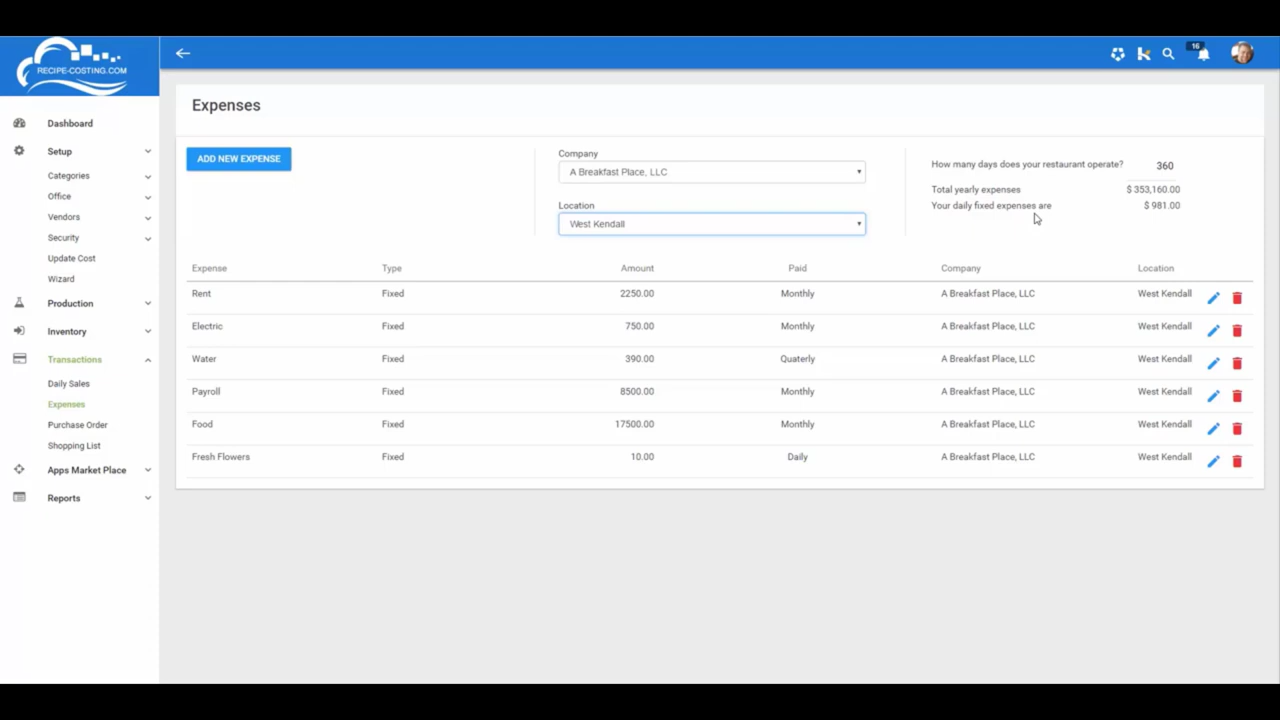 RECIPE-COSTING.COM
16
Dashboard
Setup
Categories
Office
Vendors
Security
Update Cost
Wizard
Production
Inventory
Transactions
Daily Sales
Expenses
Purchase Order
Shopping List
Apps Market Place
Reports
Expenses
ADD NEW EXPENSE
Company
A Breakfast Place, LLC
Location
West Kendall
How many days does your restaurant operate? 360
Total yearly expenses $ 353,160.00
Your daily fixed expenses are $ 981.00
Expense Type Amount Paid Company Location
Rent Fixed 2250.00 Monthly A Breakfast Place, LLC West Kendall
Electric Fixed 750.00 Monthly A Breakfast Place, LLC West Kendall
Water Fixed 390.00 Quaterly A Breakfast Place, LLC West Kendall
Payroll Fixed 8500.00 Monthly A Breakfast Place, LLC West Kendall
Food Fixed 17500.00 Monthly A Breakfast Place, LLC West Kendall
Fresh Flowers Fixed 10.00 Daily A Breakfast Place, LLC West Kendall